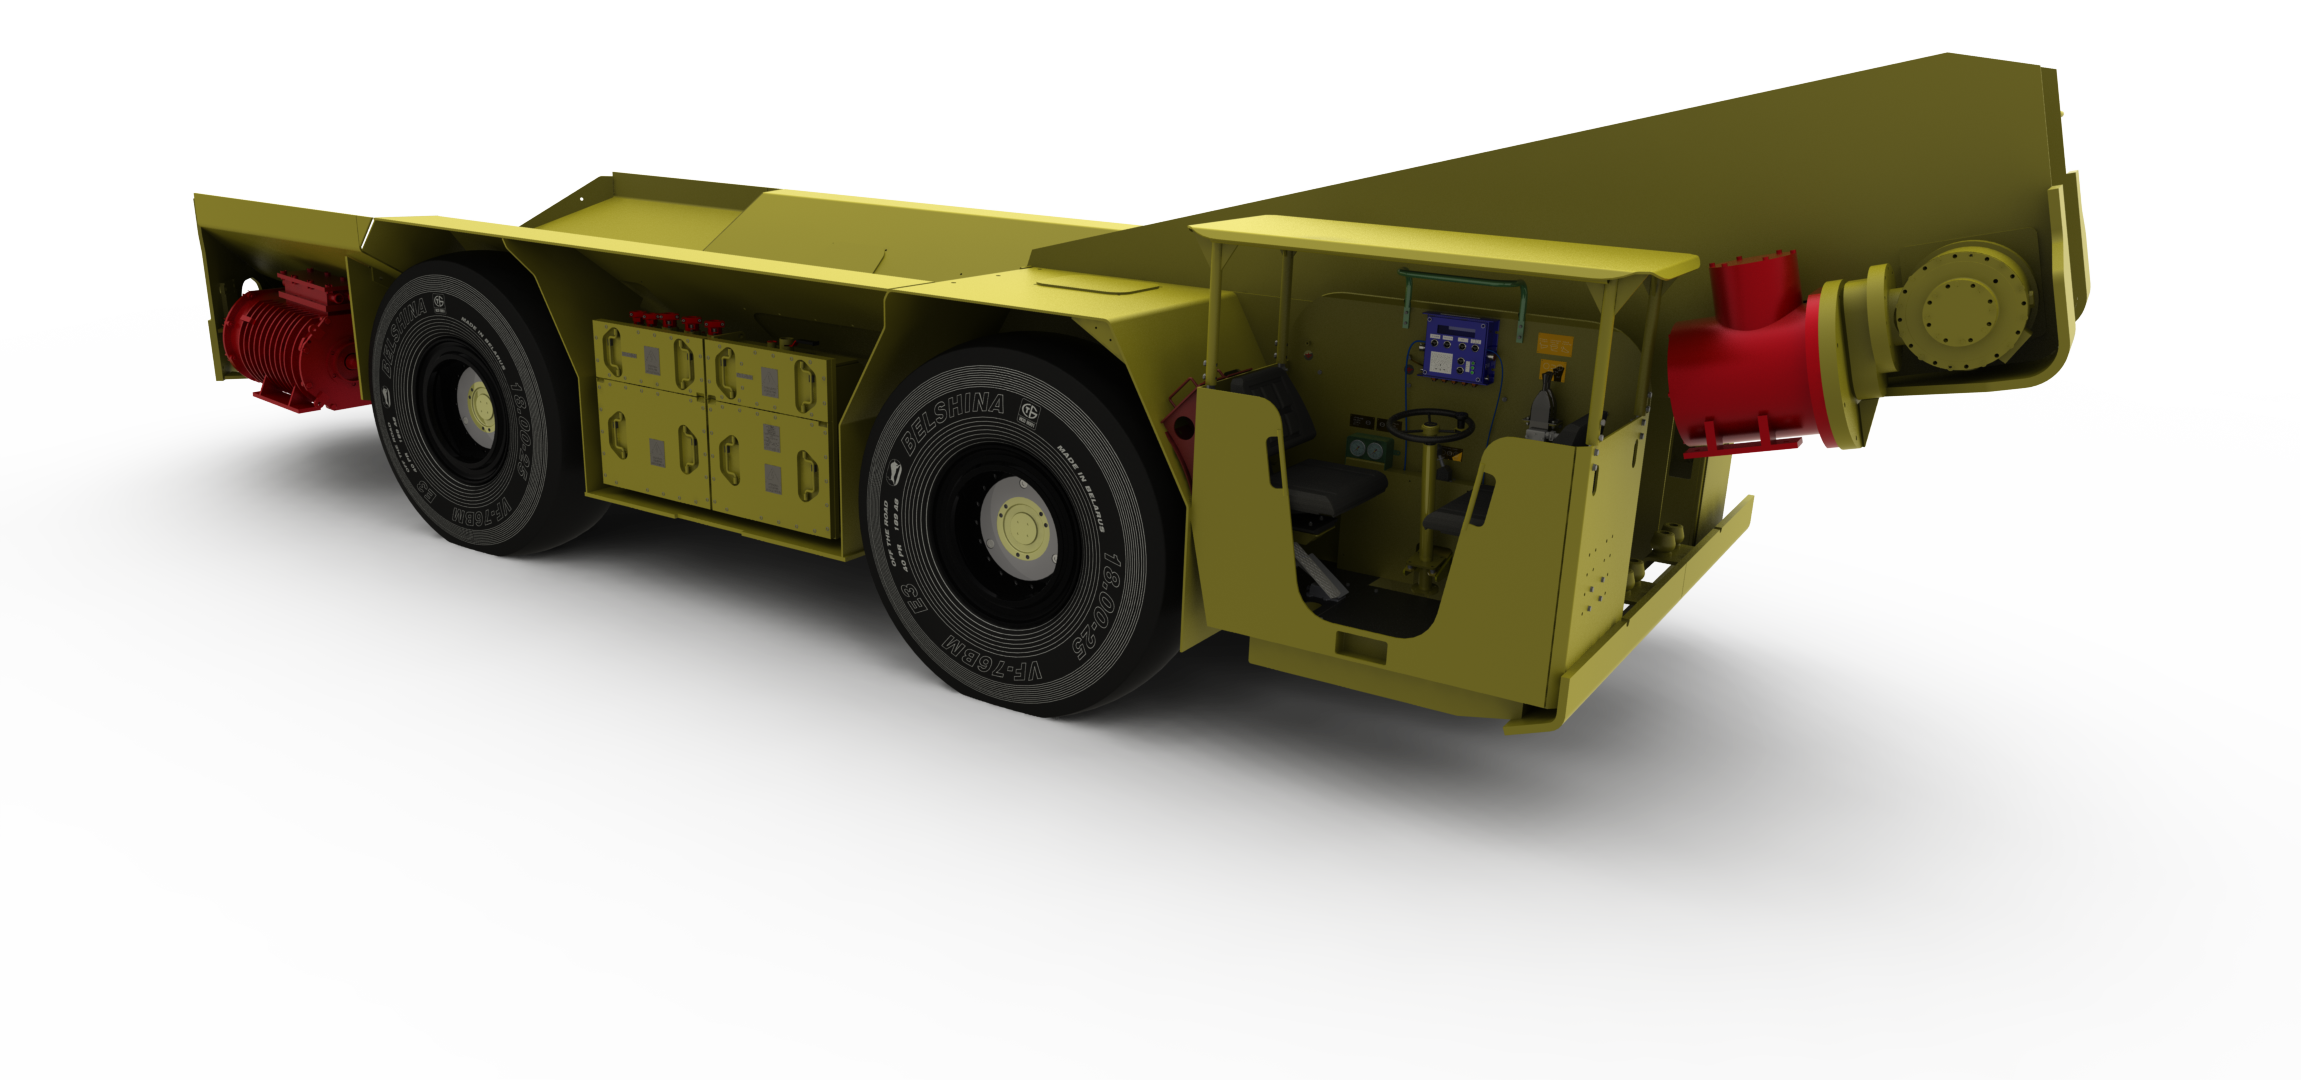 BELSHINA
MADE IN BELARUS
18.00-25
VF-76BM
E3
BELSHINA
MADE IN BELARUS
18.00-25
VF-76BM
E3
40 PR
OFF THE ROAD